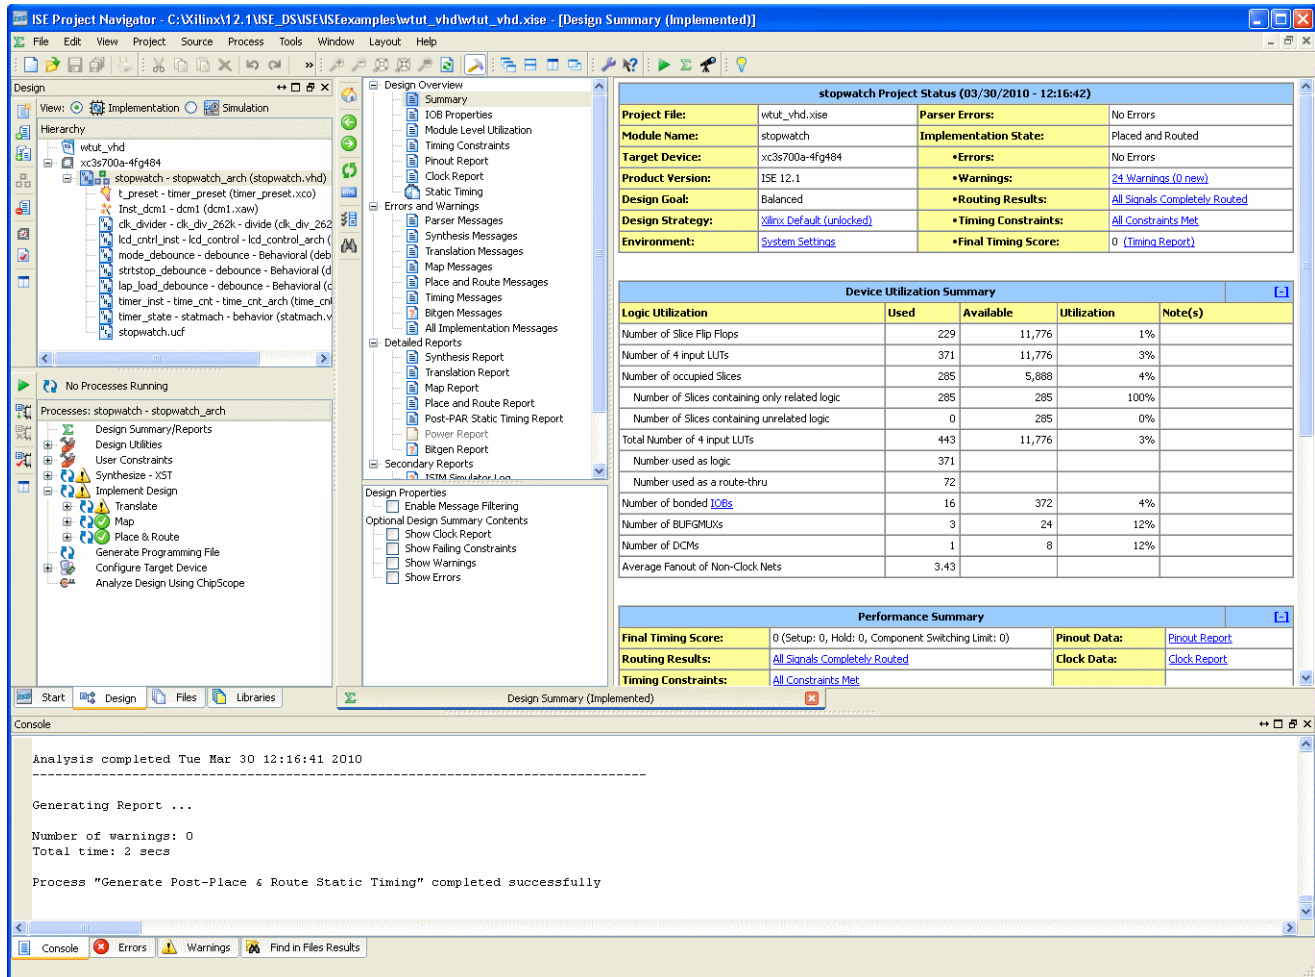 ISE Project Navigator - C:\Xilinx\12.1\ISE_DS\ISE\ISEexamples\wtut_vhd\wtut_vhd.xise - [Design Summary (Implemented)]
File Edit View Project Source Process Tools Window Layout Help
Design
View: Implementation Simulation
Hierarchy
wtut_vhd
xc3s700a-4fg484
stopwatch - stopwatch_arch (stopwatch.vhd)
t_preset - timer_preset (timer_preset.xco)
Inst_dcm1 - dcm1 (dcm1.xaw)
clk_divider - clk_div_262k - divide (clk_div_262
lcd_cntrl_inst - lcd_control - lcd_control_arch (
mode_debounce - debounce - Behavioral (deb
strtstop_debounce - debounce - Behavioral (d
lap_load_debounce - debounce - Behavioral (d
timer_inst - time_cnt - time_cnt_arch (time_cnt
timer_state - statmach - behavior (statmach.v
stopwatch.ucf
No Processes Running
Processes: stopwatch - stopwatch_arch
Design Summary/Reports
Design Utilities
User Constraints
Synthesize - XST
Implement Design
Translate
Map
Place & Route
Generate Programming File
Configure Target Device
Analyze Design Using ChipScope
Start Design Files Libraries
Design Overview
Summary
IOB Properties
Module Level Utilization
Timing Constraints
Pinout Report
Clock Report
Static Timing
Errors and Warnings
Parser Messages
Synthesis Messages
Translation Messages
Map Messages
Place and Route Messages
Timing Messages
Bitgen Messages
All Implementation Messages
Detailed Reports
Synthesis Report
Translation Report
Map Report
Place and Route Report
Post-PAR Static Timing Report
Power Report
Bitgen Report
Secondary Reports
ISIM Simulator Log
Design Properties
Enable Message Filtering
Optional Design Summary Contents
Show Clock Report
Show Failing Constraints
Show Warnings
Show Errors
stopwatch Project Status (03/30/2010 - 12:16:42)
Project File: wtut_vhd.xise Parser Errors: No Errors
Module Name: stopwatch Implementation State: Placed and Routed
Target Device: xc3s700a-4fg484 •Errors: No Errors
Product Version: ISE 12.1 •Warnings: 24 Warnings (0 new)
Design Goal: Balanced •Routing Results: All Signals Completely Routed
Design Strategy: Xilinx Default (unlocked) •Timing Constraints: All Constraints Met
Environment: System Settings •Final Timing Score: 0 (Timing Report)
Device Utilization Summary [-]
Logic Utilization Used Available Utilization Note(s)
Number of Slice Flip Flops 229 11,776 1%
Number of 4 input LUTs 371 11,776 3%
Number of occupied Slices 285 5,888 4%
Number of Slices containing only related logic 285 285 100%
Number of Slices containing unrelated logic 0 285 0%
Total Number of 4 input LUTs 443 11,776 3%
Number used as logic 371
Number used as a route-thru 72
Number of bonded IOBs 16 372 4%
Number of BUFGMUXs 3 24 12%
Number of DCMs 1 8 12%
Average Fanout of Non-Clock Nets 3.43
Performance Summary [-]
Final Timing Score: 0 (Setup: 0, Hold: 0, Component Switching Limit: 0) Pinout Data: Pinout Report
Routing Results: All Signals Completely Routed Clock Data: Clock Report
Timing Constraints: All Constraints Met
Design Summary (Implemented)
Console
Analysis completed Tue Mar 30 12:16:41 2010
--------------------------------------------------------------------------------
Generating Report ...
Number of warnings: 0
Total time: 2 secs
Process "Generate Post-Place & Route Static Timing" completed successfully
Console Errors Warnings Find in Files Results